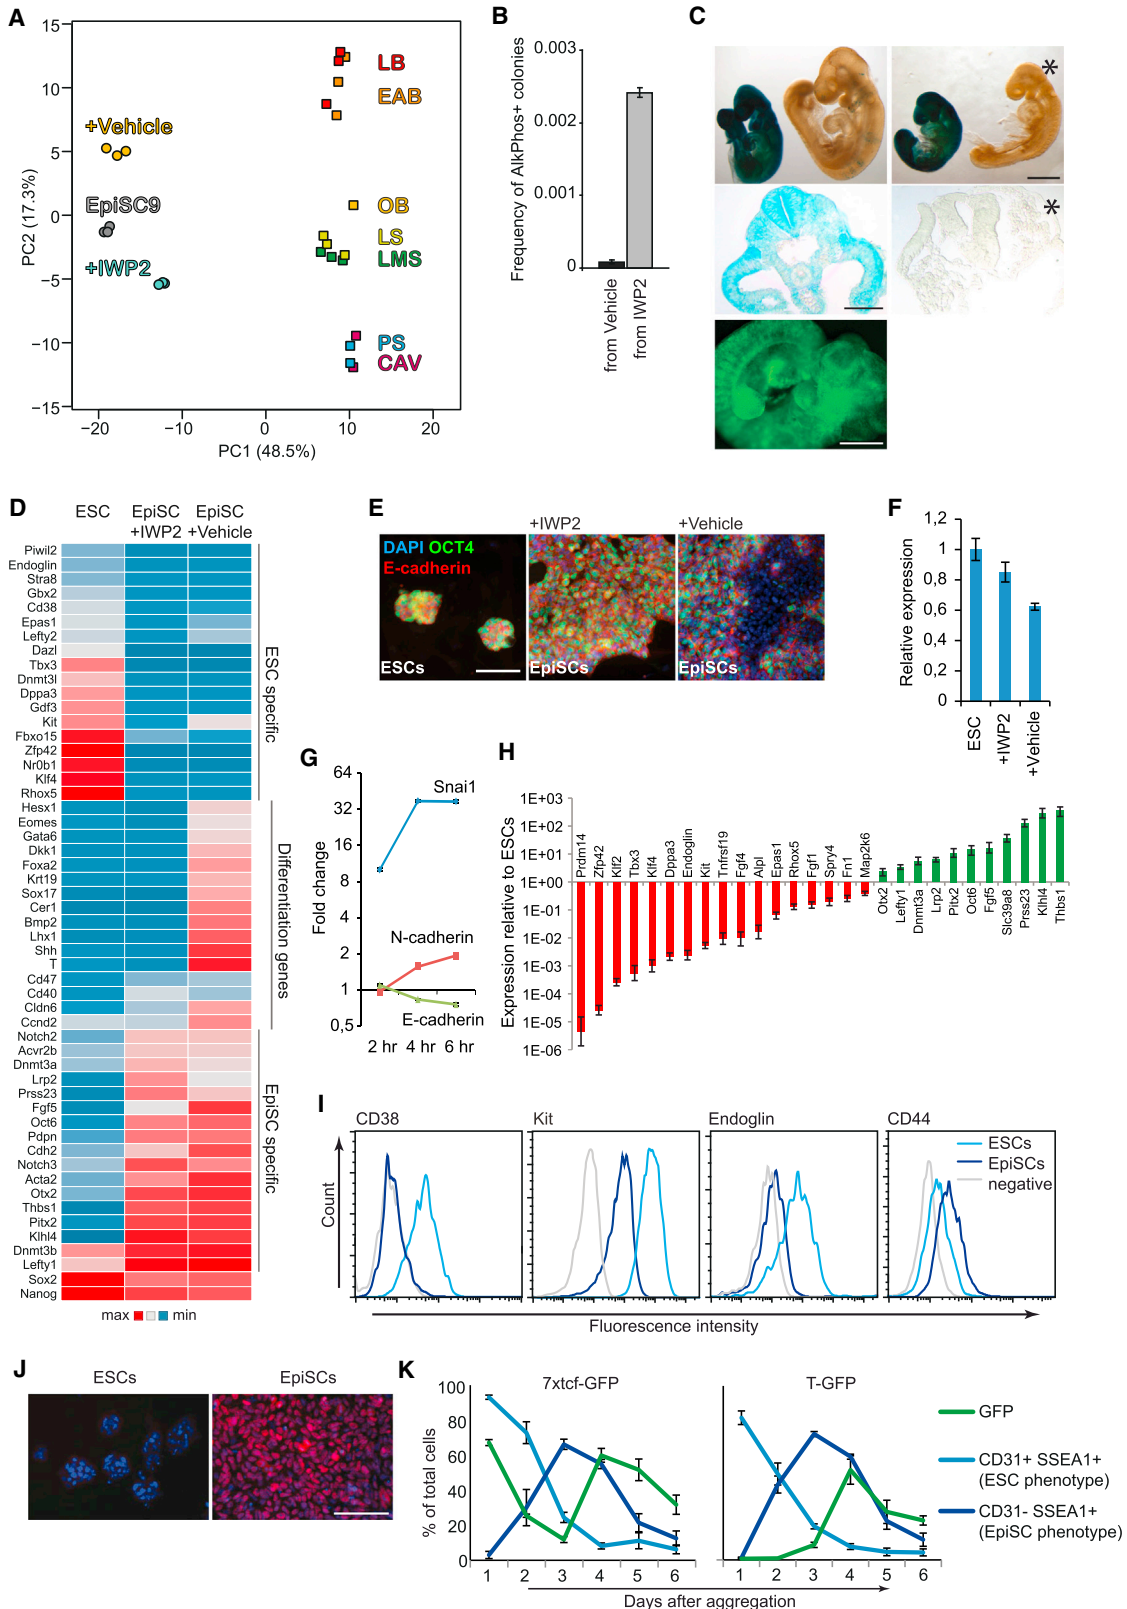 A
15
10
5
0
−5
−10
−15
PC2 (17.3%)
−20
−10
0
10
20
PC1 (48.5%)
+Vehicle
EpiSC9
+IWP2
LB
EAB
OB
LS
LMS
PS
CAV
B
Frequency of AlkPhos+ colonies
0.003
0.002
0.001
0
from Vehicle
from IWP2
C
*
*
D
ESC
EpiSC +IWP2
EpiSC +Vehicle
Piwil2
Endoglin
Stra8
Gbx2
Cd38
Epas1
Lefty2
Dazl
Tbx3
Dnmt3l
Dppa3
Gdf3
Kit
Fbxo15
Zfp42
Nr0b1
Klf4
Rhox5
Hesx1
Eomes
Gata6
Dkk1
Foxa2
Krt19
Sox17
Cer1
Bmp2
Lhx1
Shh
T
Cd47
Cd40
Cldn6
Ccnd2
Notch2
Acvr2b
Dnmt3a
Lrp2
Prss23
Fgf5
Oct6
Pdpn
Cdh2
Notch3
Acta2
Otx2
Thbs1
Pitx2
Klhl4
Dnmt3b
Lefty1
Sox2
Nanog
ESC specific
Differentiation genes
EpiSC specific
max
min
E
+IWP2
+Vehicle
DAPI OCT4
E-cadherin
ESCs
EpiSCs
EpiSCs
F
Relative expression
1,2
1
0,8
0,6
0,4
0,2
0
ESC
+IWP2
+Vehicle
G
Fold change
64
32
16
8
4
2
1
0,5
Snai1
N-cadherin
E-cadherin
2 hr 4 hr 6 hr
H
Expression relative to ESCs
1E+03
1E+02
1E+01
1E+00
1E-01
1E-02
1E-03
1E-04
1E-05
1E-06
Prdm14
Zfp42
Klf2
Tbx3
Klf4
Dppa3
Endoglin
Kit
Tnfrsf19
Fgf4
Alpl
Epas1
Rhox5
Fgf1
Spry4
Fn1
Map2k6
Otx2
Lefty1
Dnmt3a
Lrp2
Pitx2
Oct6
Fgf5
Slc39a8
Prss23
Klhl4
Thbs1
I
CD38
Kit
Endoglin
CD44
Count
ESCs
EpiSCs
negative
Fluorescence intensity
J
ESCs
EpiSCs
K
7xtcf-GFP
T-GFP
% of total cells
100
80
60
40
20
0
1 2 3 4 5 6
1 2 3 4 5 6
Days after aggregation
GFP
CD31+ SSEA1+
(ESC phenotype)
CD31- SSEA1+
(EpiSC phenotype)